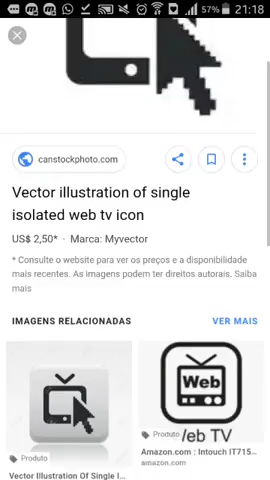 57% 21:18
canstockphoto.com
Vector illustration of single
isolated web tv icon
US$ 2,50* · Marca: Myvector
* Consulte o website para ver os preços e a disponibilidade
mais recentes. As imagens podem ter direitos autorais. Saiba
mais
IMAGENS RELACIONADAS
VER MAIS
Web
Produto
Produto
/eb TV
Vector Illustration Of Single I...
Amazon.com : Intouch IT715...
amazon.com